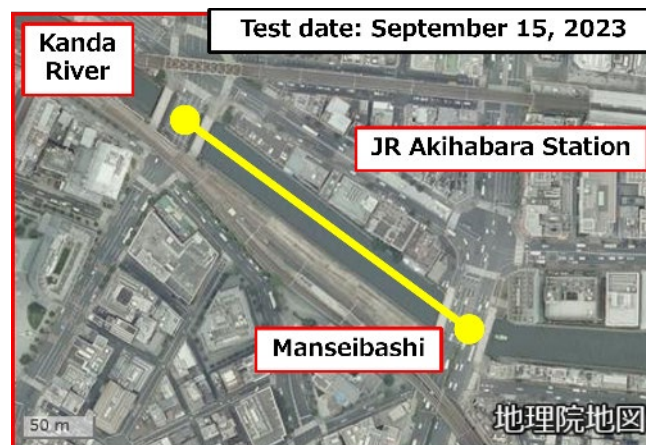 Test date: September 15, 2023
Kanda
River
JR Akihabara Station
Manseibashi
50 m
地理院地図